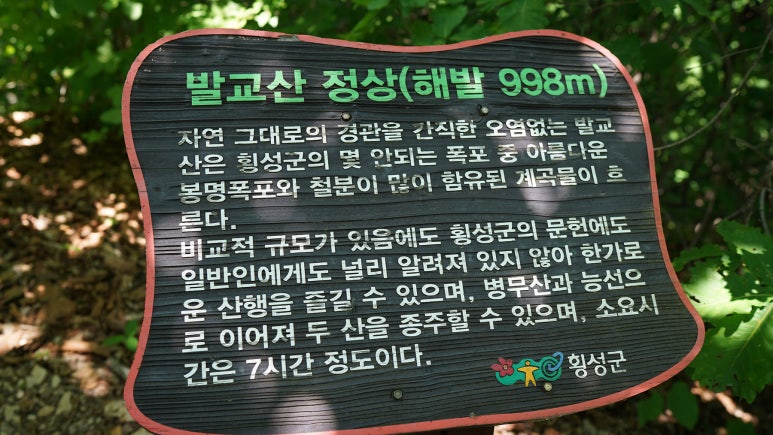 발교산 정상(해발 998m)
자연 그대로의 경관을 간직한 오염없는 발교
산은 횡성군의 몇 안되는 폭포 중 아름다운
봉명폭포와 철분이 많이 함유된 계곡물이 흐
른다.
비교적 규모가 있음에도 횡성군의 문헌에도
일반인에게도 널리 알려져 있지 않아 한가로
운 산행을 즐길 수 있으며, 병무산과 능선으
로 이어져 두 산을 종주할 수 있으며, 소요시
간은 7시간 정도이다.
횡성군